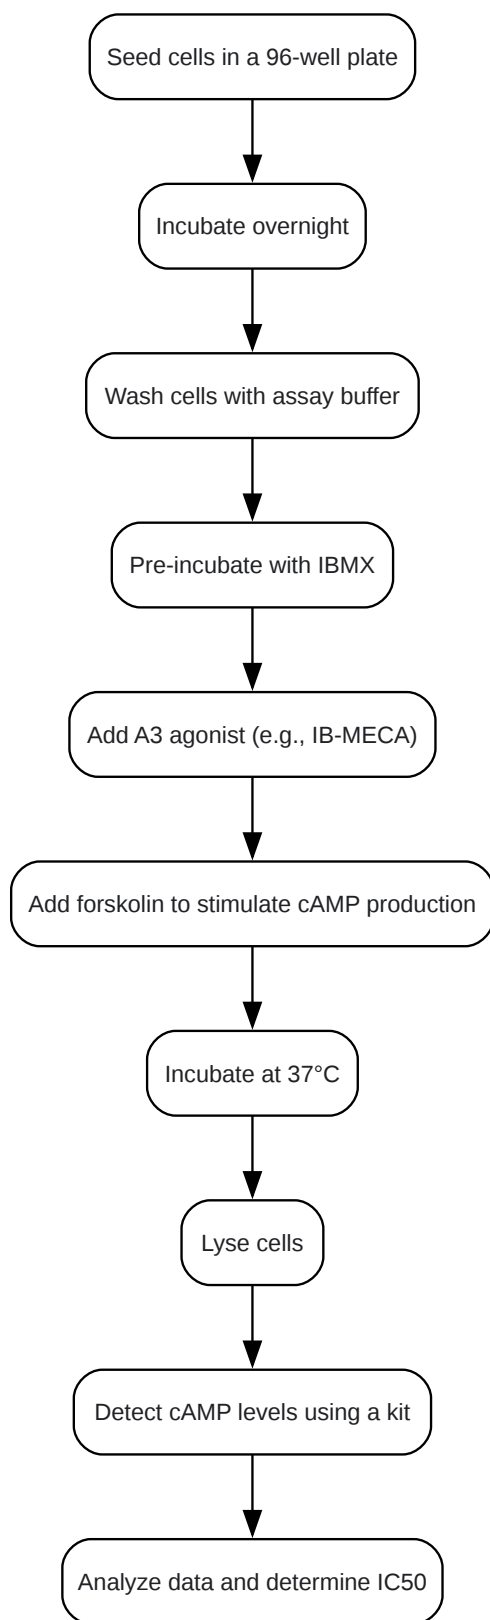 Seed cells in a 96-well plate
Incubate overnight
Wash cells with assay buffer
Pre-incubate with IBMX
Add A3 agonist (e.g., IB-MECA)
Add forskolin to stimulate cAMP production
Incubate at 37°C
Lyse cells
Detect cAMP levels using a kit
Analyze data and determine IC50